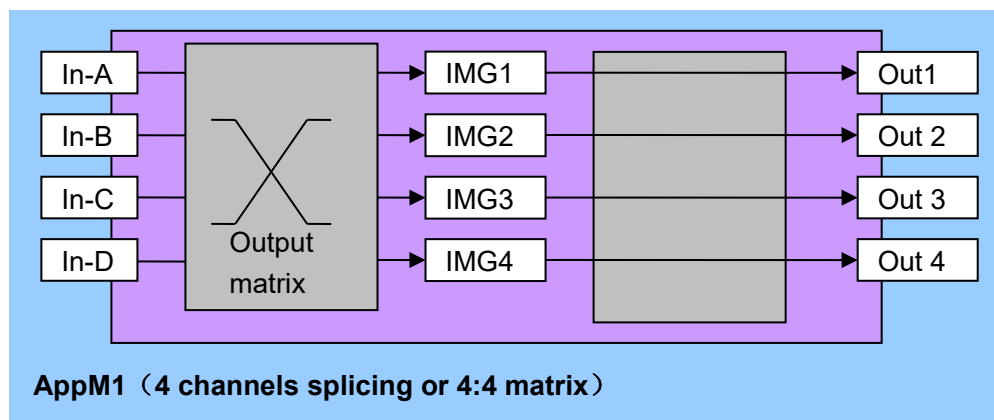 In-A
IMG1
Out1
In-B
IMG2
Out 2
In-C
IMG3
Out 3
In-D
Output
matrix
IMG4
Out 4
AppM1（4 channels splicing or 4:4 matrix）